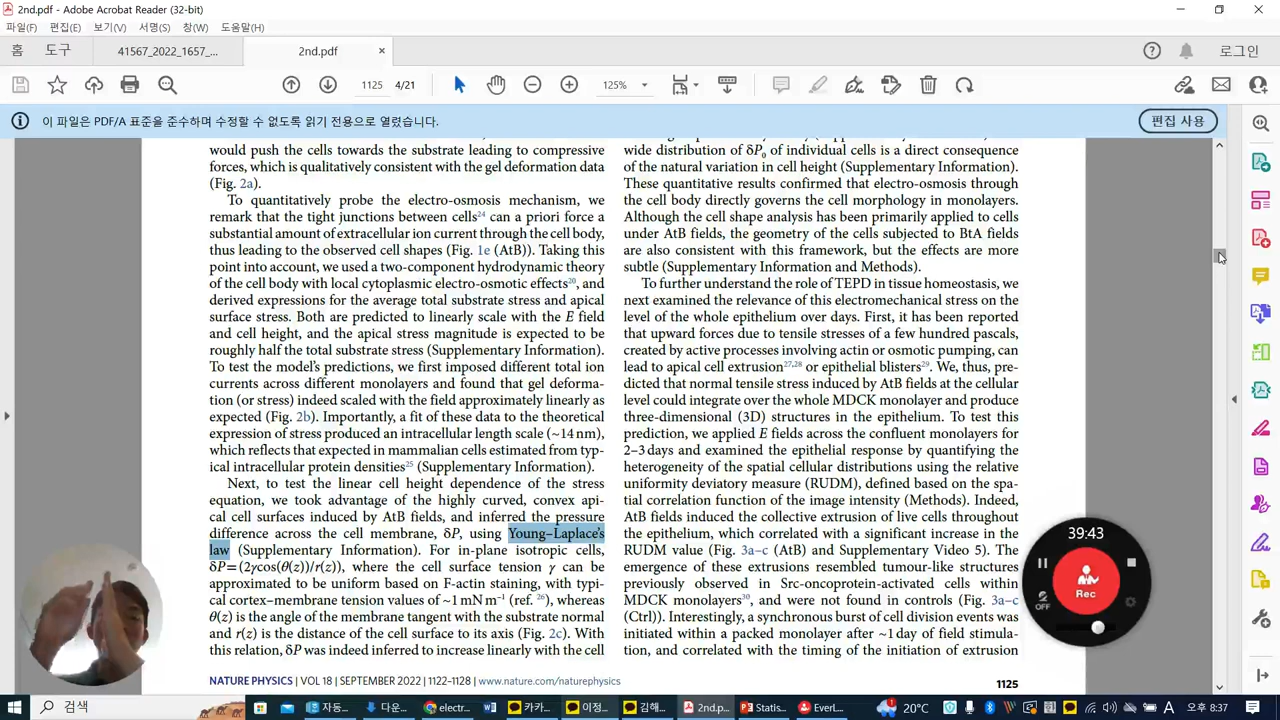 2nd.pdf - Adobe Acrobat Reader (32-bit)
파일(F) 편집(E) 보기(V) 서명(S) 창(W) 도움말(H)
홈 도구 41567_2022_1657_... 2nd.pdf × 로그인
1125 4/21 125%
이 파일은 PDF/A 표준을 준수하며 수정할 수 없도록 읽기 전용으로 열렸습니다. 편집 사용
would push the cells towards the substrate leading to compressive
forces, which is qualitatively consistent with the gel deformation data
(Fig. 2a).
To quantitatively probe the electro-osmosis mechanism, we
remark that the tight junctions between cells24 can a priori force a
substantial amount of extracellular ion current through the cell body,
thus leading to the observed cell shapes (Fig. 1e (AtB)). Taking this
point into account, we used a two-component hydrodynamic theory
of the cell body with local cytoplasmic electro-osmotic effects20, and
derived expressions for the average total substrate stress and apical
surface stress. Both are predicted to linearly scale with the E field
and cell height, and the apical stress magnitude is expected to be
roughly half the total substrate stress (Supplementary Information).
To test the model's predictions, we first imposed different total ion
currents across different monolayers and found that gel deforma-
tion (or stress) indeed scaled with the field approximately linearly as
expected (Fig. 2b). Importantly, a fit of these data to the theoretical
expression of stress produced an intracellular length scale (~14 nm),
which reflects that expected in mammalian cells estimated from typ-
ical intracellular protein densities25 (Supplementary Information).
Next, to test the linear cell height dependence of the stress
equation, we took advantage of the highly curved, convex api-
cal cell surfaces induced by AtB fields, and inferred the pressure
difference across the cell membrane, δP, using Young–Laplace's
law (Supplementary Information). For in-plane isotropic cells,
δP = (2γcos(θ(z))/r(z)), where the cell surface tension γ can be
approximated to be uniform based on F-actin staining, with typi-
cal cortex–membrane tension values of ~1 mN m−1 (ref. 26), whereas
θ(z) is the angle of the membrane tangent with the substrate normal
and r(z) is the distance of the cell surface to its axis (Fig. 2c). With
this relation, δP was indeed inferred to increase linearly with the cell
wide distribution of δP0 of individual cells is a direct consequence
of the natural variation in cell height (Supplementary Information).
These quantitative results confirmed that electro-osmosis through
the cell body directly governs the cell morphology in monolayers.
Although the cell shape analysis has been primarily applied to cells
under AtB fields, the geometry of the cells subjected to BtA fields
are also consistent with this framework, but the effects are more
subtle (Supplementary Information and Methods).
To further understand the role of TEPD in tissue homeostasis, we
next examined the relevance of this electromechanical stress on the
level of the whole epithelium over days. First, it has been reported
that upward forces due to tensile stresses of a few hundred pascals,
created by active processes involving actin or osmotic pumping, can
lead to apical cell extrusion27,28 or epithelial blisters29. We, thus, pre-
dicted that normal tensile stress induced by AtB fields at the cellular
level could integrate over the whole MDCK monolayer and produce
three-dimensional (3D) structures in the epithelium. To test this
prediction, we applied E fields across the confluent monolayers for
2–3 days and examined the epithelial response by quantifying the
heterogeneity of the spatial cellular distributions using the relative
uniformity deviatory measure (RUDM), defined based on the spa-
tial correlation function of the image intensity (Methods). Indeed,
AtB fields induced the collective extrusion of live cells throughout
the epithelium, which correlated with a significant increase in the
RUDM value (Fig. 3a–c (AtB) and Supplementary Video 5). The
emergence of these extrusions resembled tumour-like structures
previously observed in Src-oncoprotein-activated cells within
MDCK monolayers30, and were not found in controls (Fig. 3a–c
(Ctrl)). Interestingly, a synchronous burst of cell division events was
initiated within a packed monolayer after ~1 day of field stimula-
tion, and correlated with the timing of the initiation of extrusion
NATURE PHYSICS | VOL 18 | SEPTEMBER 2022 | 1122–1128 | www.nature.com/naturephysics 1125
39:43
Rec
OFF
검색 자동... 다운... electr... 카카... 이정... 김해... 2nd.p... Statis... EverL... 20°C A 오후 8:37